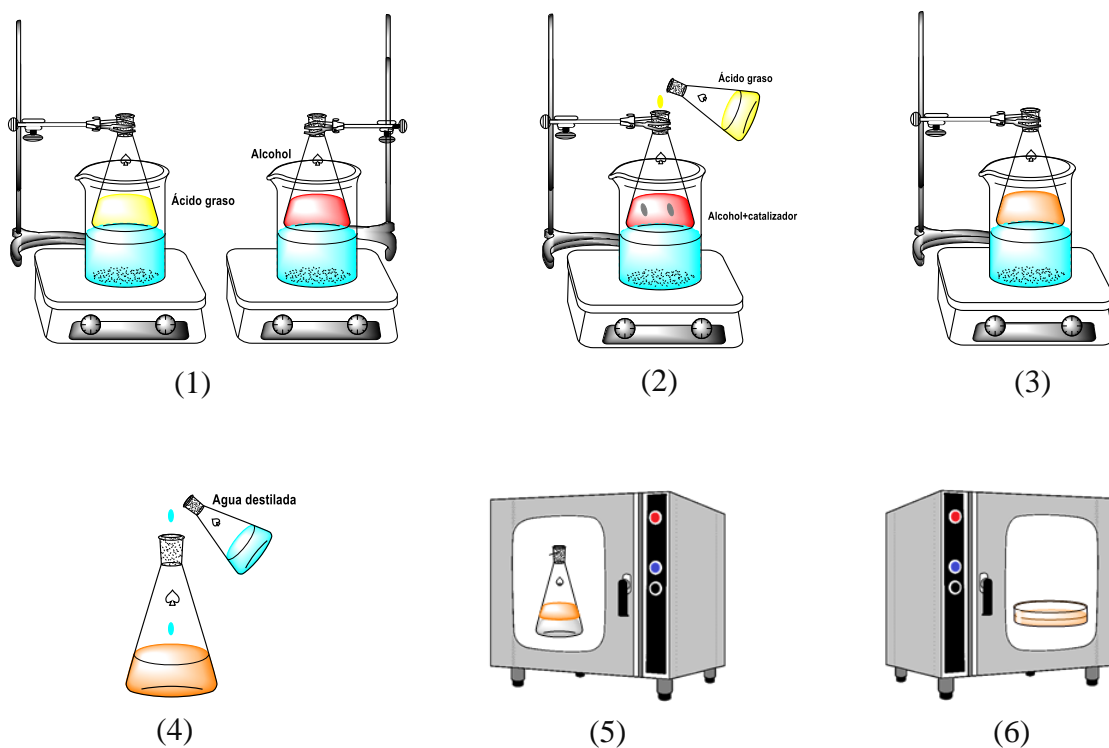 Ácido graso
Alcohol
Ácido graso
Alcohol+catalizador
(1)
(2)
(3)
Agua destilada
(4)
(5)
(6)